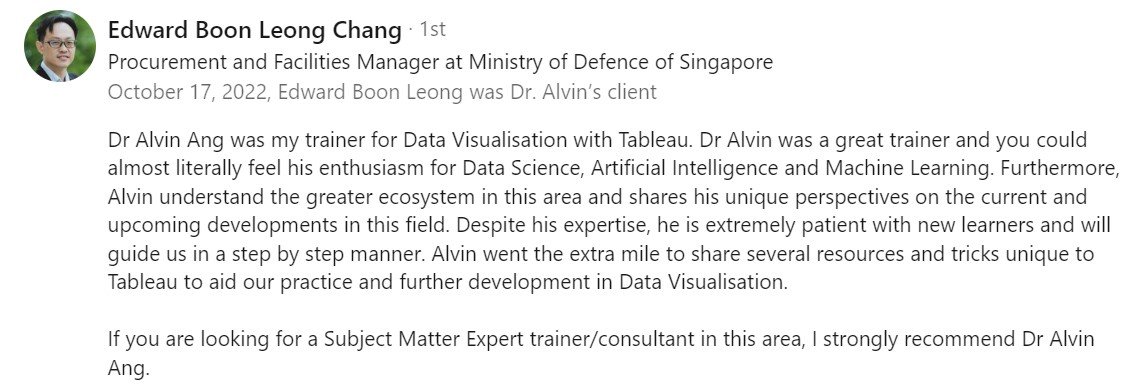 Edward Boon Leong Chang · 1st
Procurement and Facilities Manager at Ministry of Defence of Singapore
October 17, 2022, Edward Boon Leong was Dr. Alvin’s client
Dr Alvin Ang was my trainer for Data Visualisation with Tableau. Dr Alvin was a great trainer and you could
almost literally feel his enthusiasm for Data Science, Artificial Intelligence and Machine Learning. Furthermore,
Alvin understand the greater ecosystem in this area and shares his unique perspectives on the current and
upcoming developments in this field. Despite his expertise, he is extremely patient with new learners and will
guide us in a step by step manner. Alvin went the extra mile to share several resources and tricks unique to
Tableau to aid our practice and further development in Data Visualisation.
If you are looking for a Subject Matter Expert trainer/consultant in this area, I strongly recommend Dr Alvin
Ang.